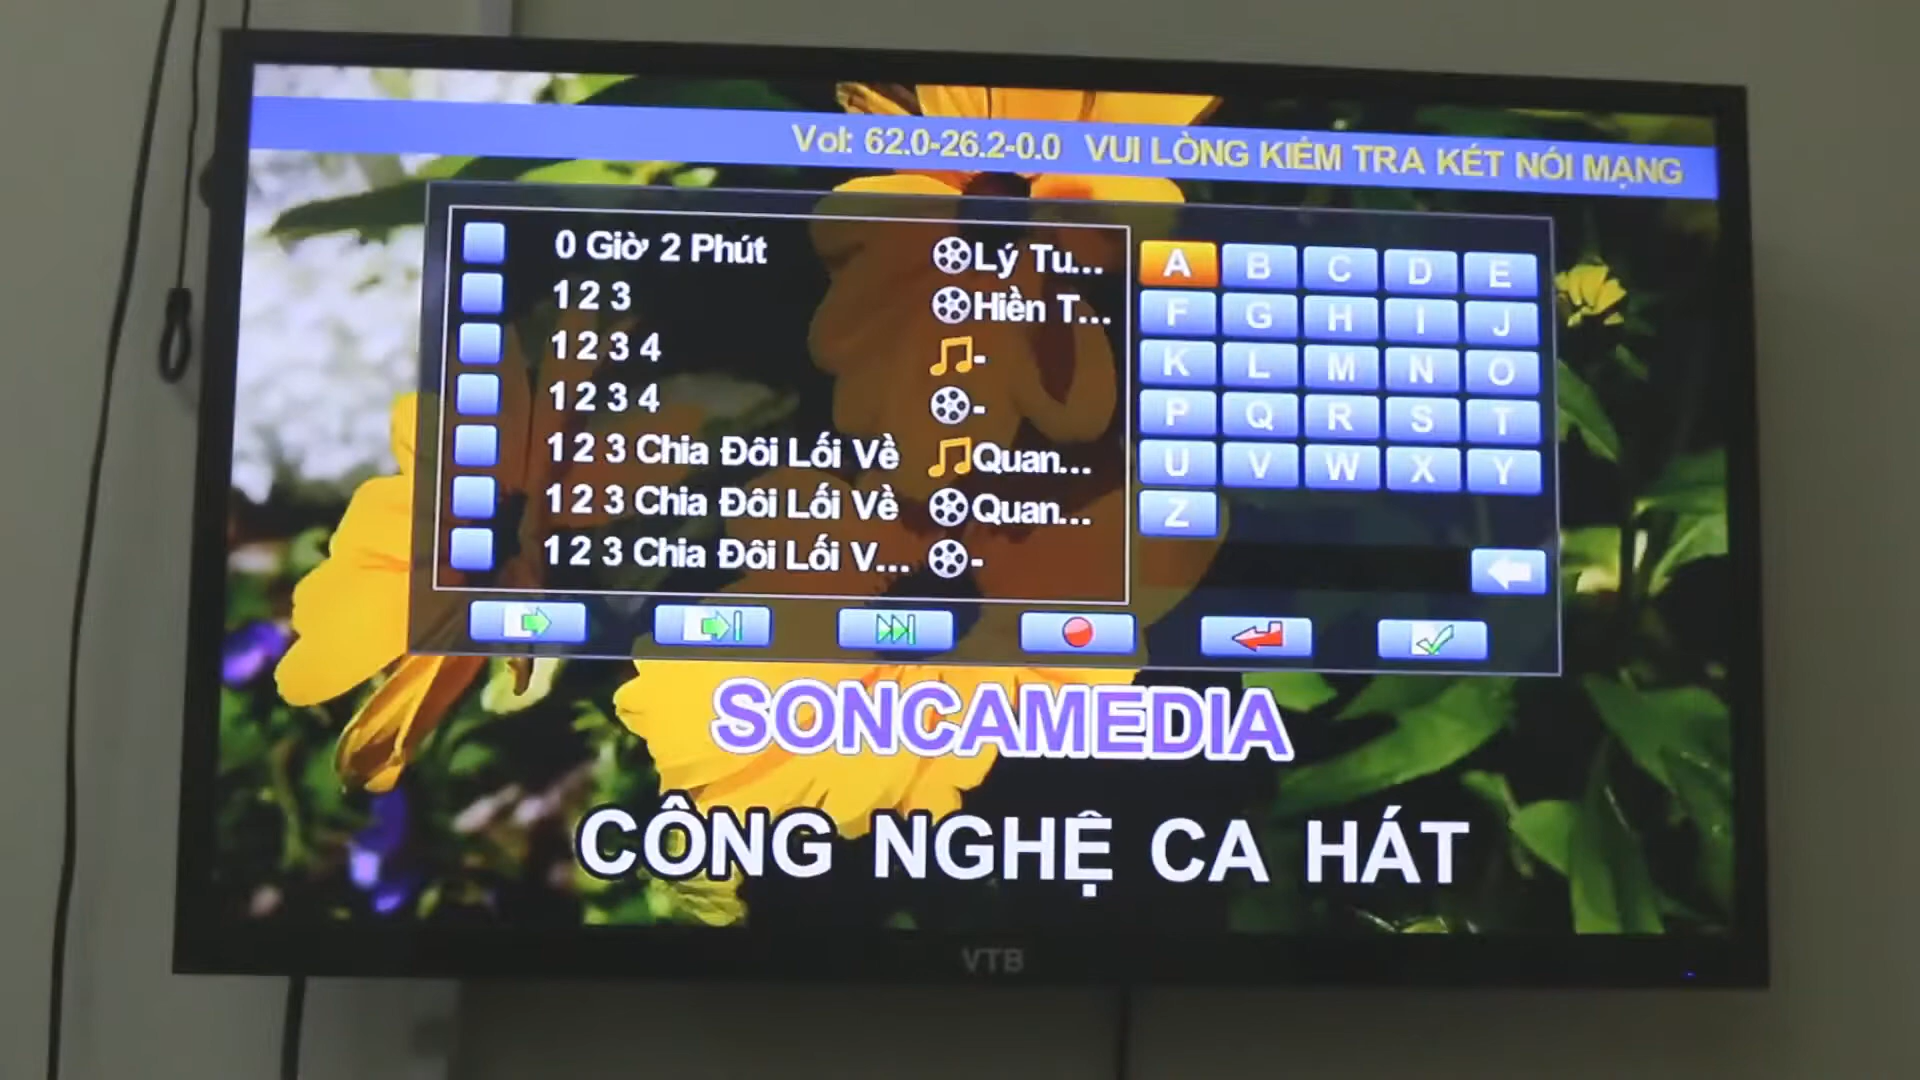 Vol: 62.0-26.2-0.0 VUI LÒNG KIỂM TRA KẾT NỐI MẠNG
0 Giờ 2 Phút Lý Tu...
1 2 3 Hiền T...
1 2 3 4 -
1 2 3 4 -
1 2 3 Chia Đôi Lối Về Quan...
1 2 3 Chia Đôi Lối Về Quan...
1 2 3 Chia Đôi Lối V... -
A B C D E
F G H I J
K L M N O
P Q R S T
U V W X Y
Z
SONCAMEDIA
CÔNG NGHỆ CA HÁT
VTB